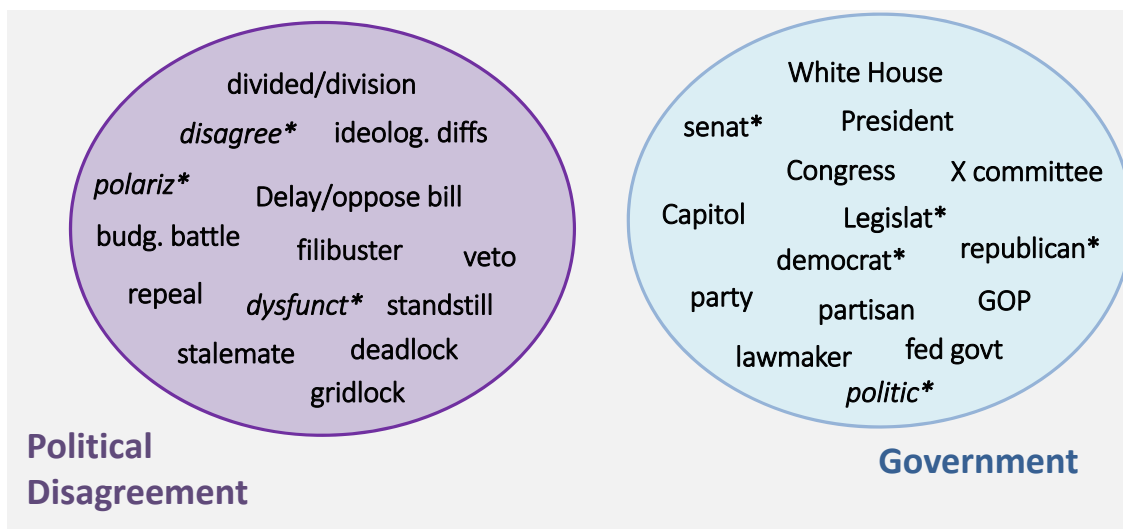 divided/division
disagree* ideolog. diffs
polariz*
Delay/oppose bill
budg. battle
filibuster
veto
repeal
dysfunct* standstill
stalemate
deadlock
gridlock
Political
Disagreement
White House
senat*
President
Congress
X committee
Capitol
Legislat*
democrat*
republican*
party
partisan
GOP
lawmaker
fed govt
politic*
Government